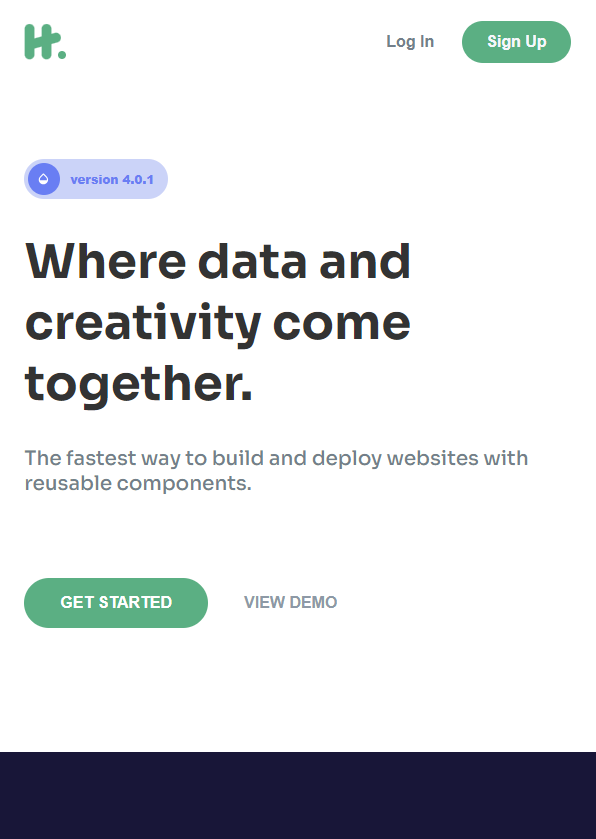 H.
Log In
Sign Up
version 4.0.1
Where data and
creativity come
together.
The fastest way to build and deploy websites with
reusable components.
GET STARTED
VIEW DEMO